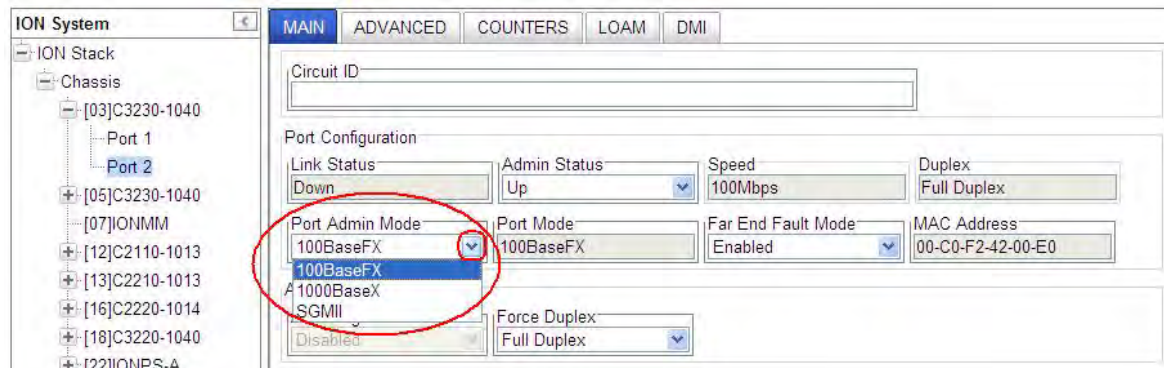 ION System
ION Stack
Chassis
[03]C3230-1040
Port 1
Port 2
[05]C3230-1040
[07]IONMM
[12]C2110-1013
[13]C2210-1013
[16]C2220-1014
[18]C3220-1040
[22]IONPS-A
MAIN ADVANCED COUNTERS LOAM DMI
Circuit ID
Port Configuration
Link Status Admin Status Speed Duplex
Down Up 100Mbps Full Duplex
Port Admin Mode Port Mode Far End Fault Mode MAC Address
100BaseFX 100BaseFX Enabled 00-C0-F2-42-00-E0
100BaseFX
1000BaseX
SGMII
Force Duplex
Disabled Full Duplex